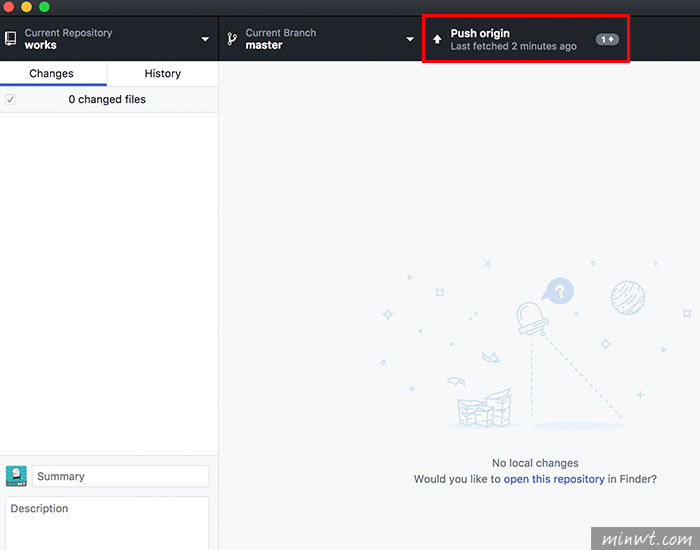 Current Repository
works
Current Branch
master
Push origin
Last fetched 2 minutes ago
1
Changes
History
0 changed files
?
No local changes
Would you like to open this repository in Finder?
WT
Summary
Description
minwt.com